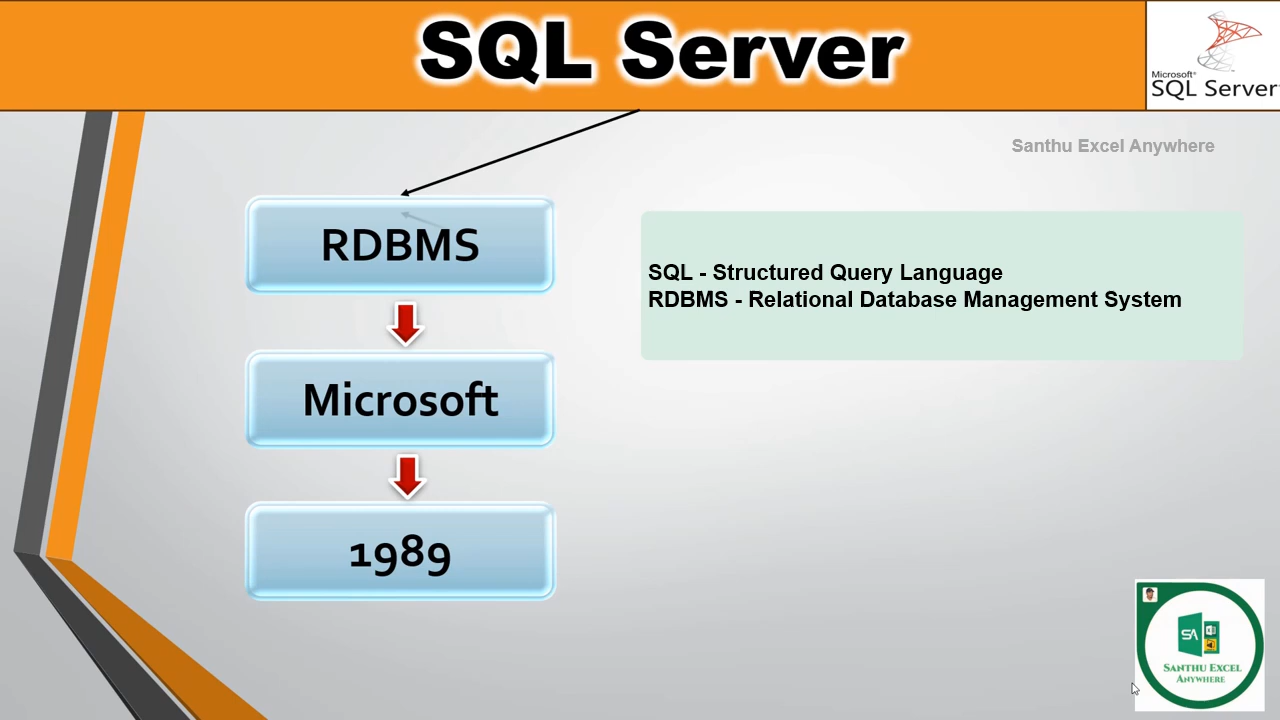 SQL Server
Microsoft®
SQL Server
Santhu Excel Anywhere
RDBMS
SQL - Structured Query Language
RDBMS - Relational Database Management System
Microsoft
1989
SA
SANTHU EXCEL
ANYWHERE